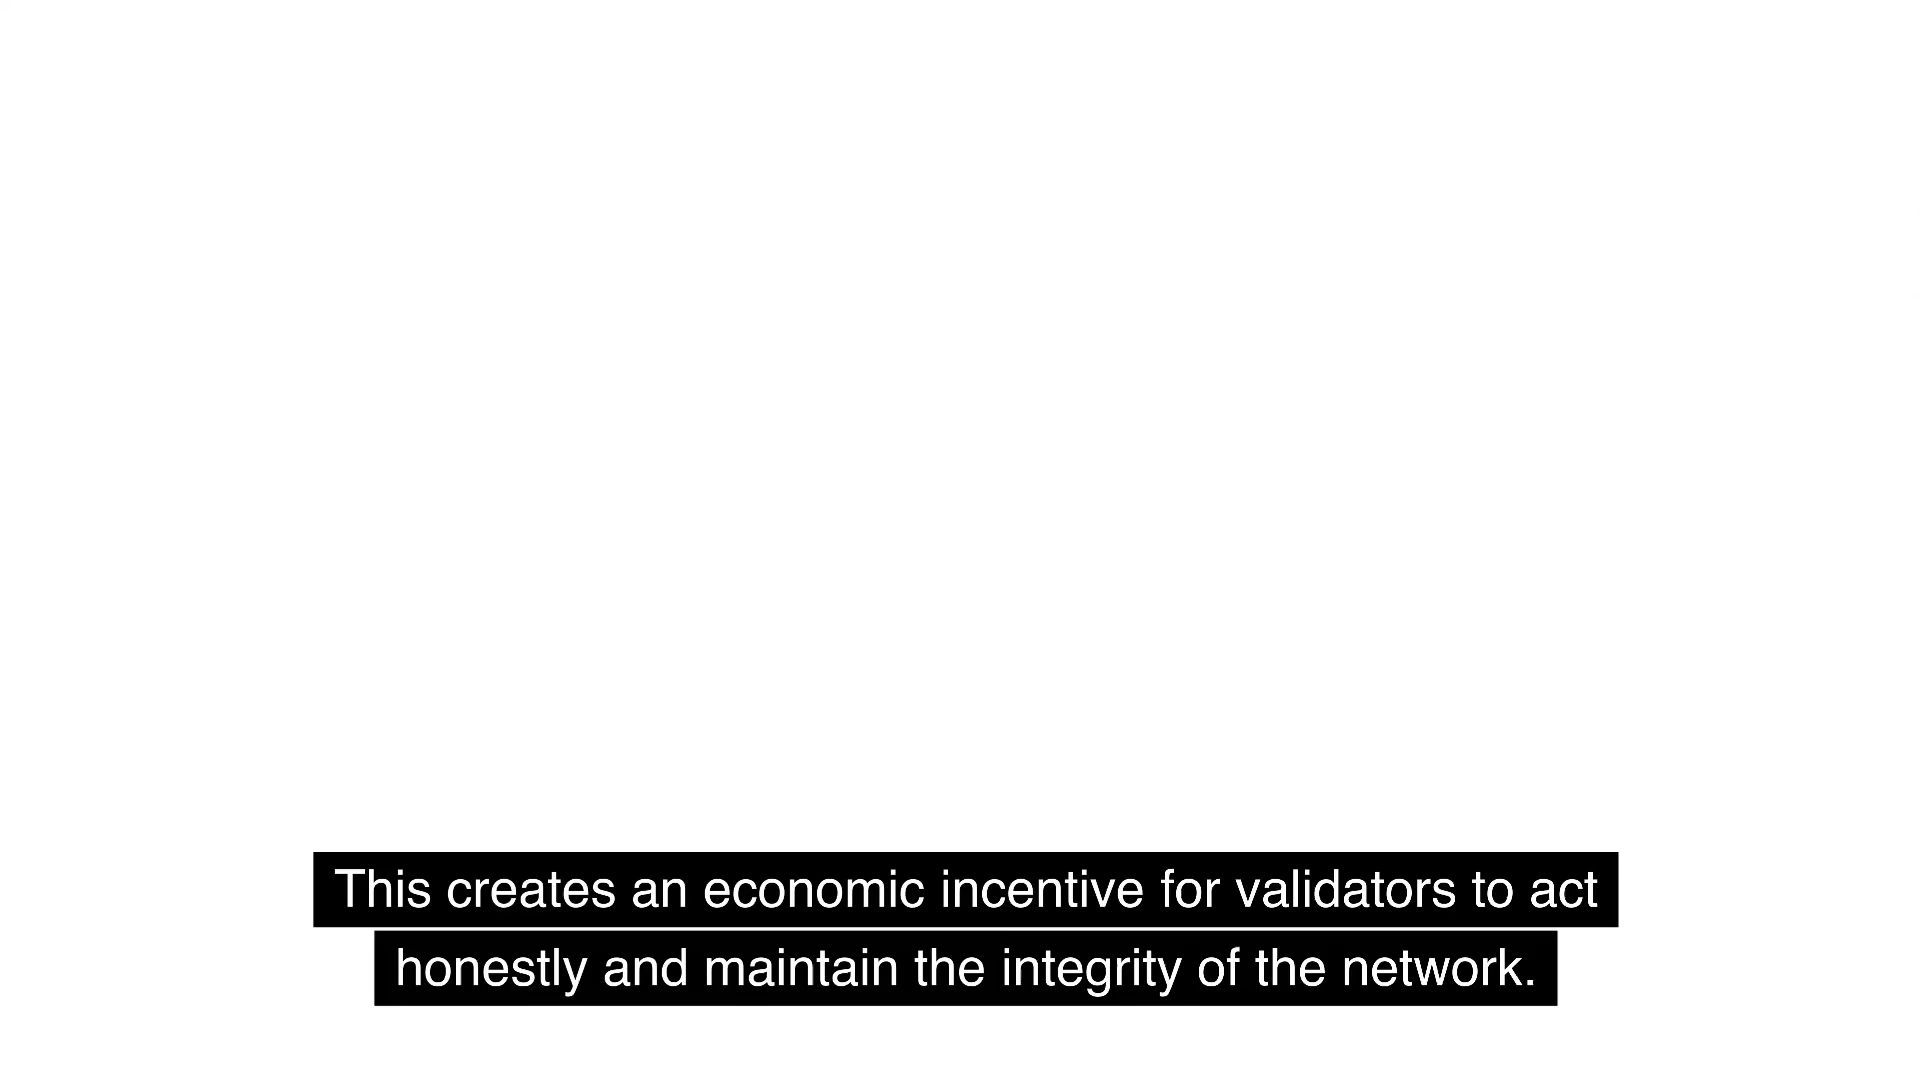 This creates an economic incentive for validators to act
honestly and maintain the integrity of the network.